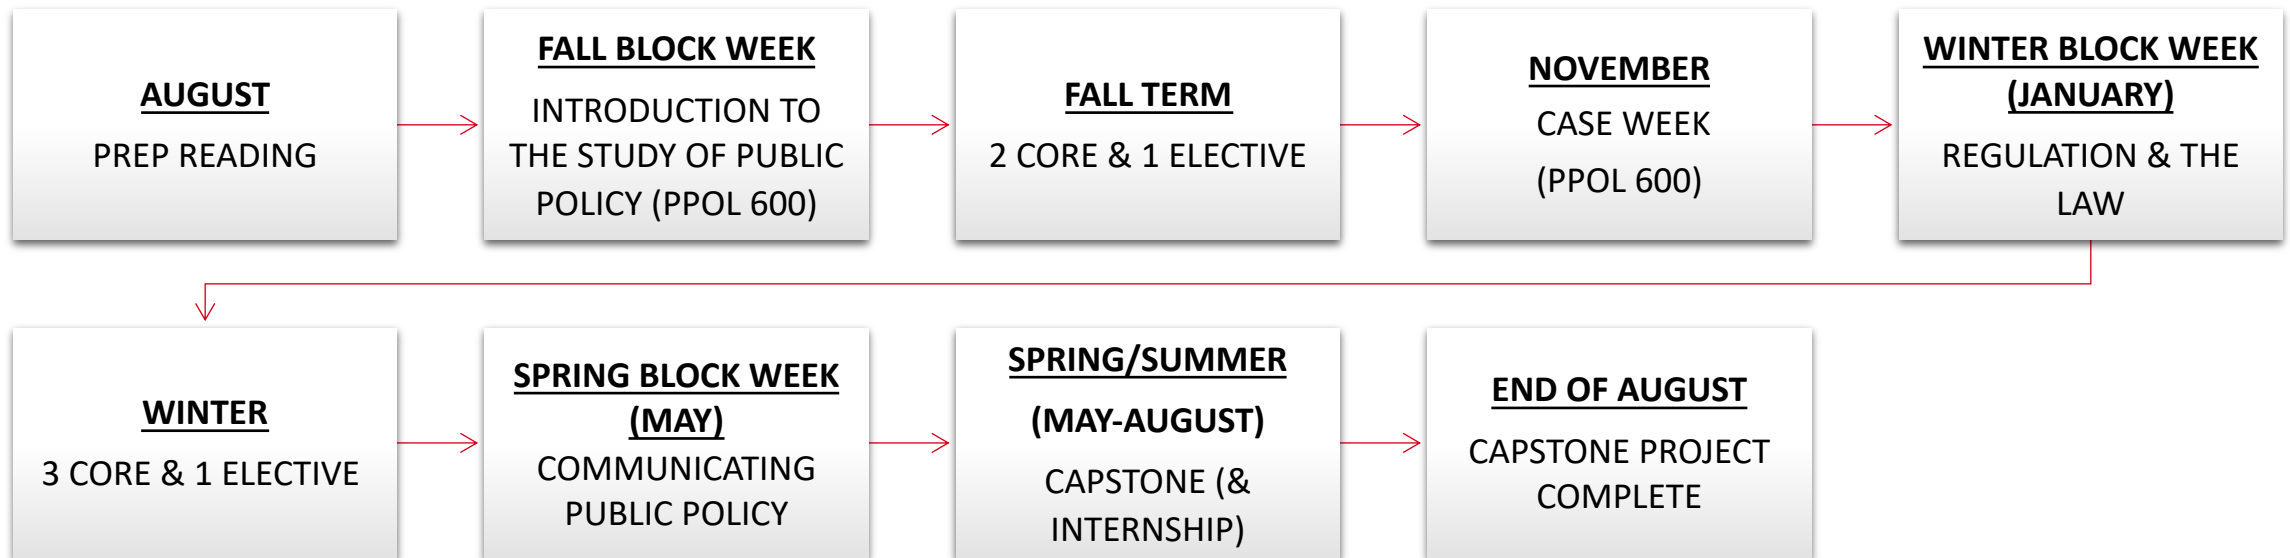 AUGUST
PREP READING
FALL BLOCK WEEK
INTRODUCTION TO
THE STUDY OF PUBLIC
POLICY (PPOL 600)
FALL TERM
2 CORE & 1 ELECTIVE
NOVEMBER
CASE WEEK
(PPOL 600)
WINTER BLOCK WEEK
(JANUARY)
REGULATION & THE
LAW
WINTER
3 CORE & 1 ELECTIVE
SPRING BLOCK WEEK
(MAY)
COMMUNICATING
PUBLIC POLICY
SPRING/SUMMER
(MAY-AUGUST)
CAPSTONE (&
INTERNSHIP)
END OF AUGUST
CAPSTONE PROJECT
COMPLETE